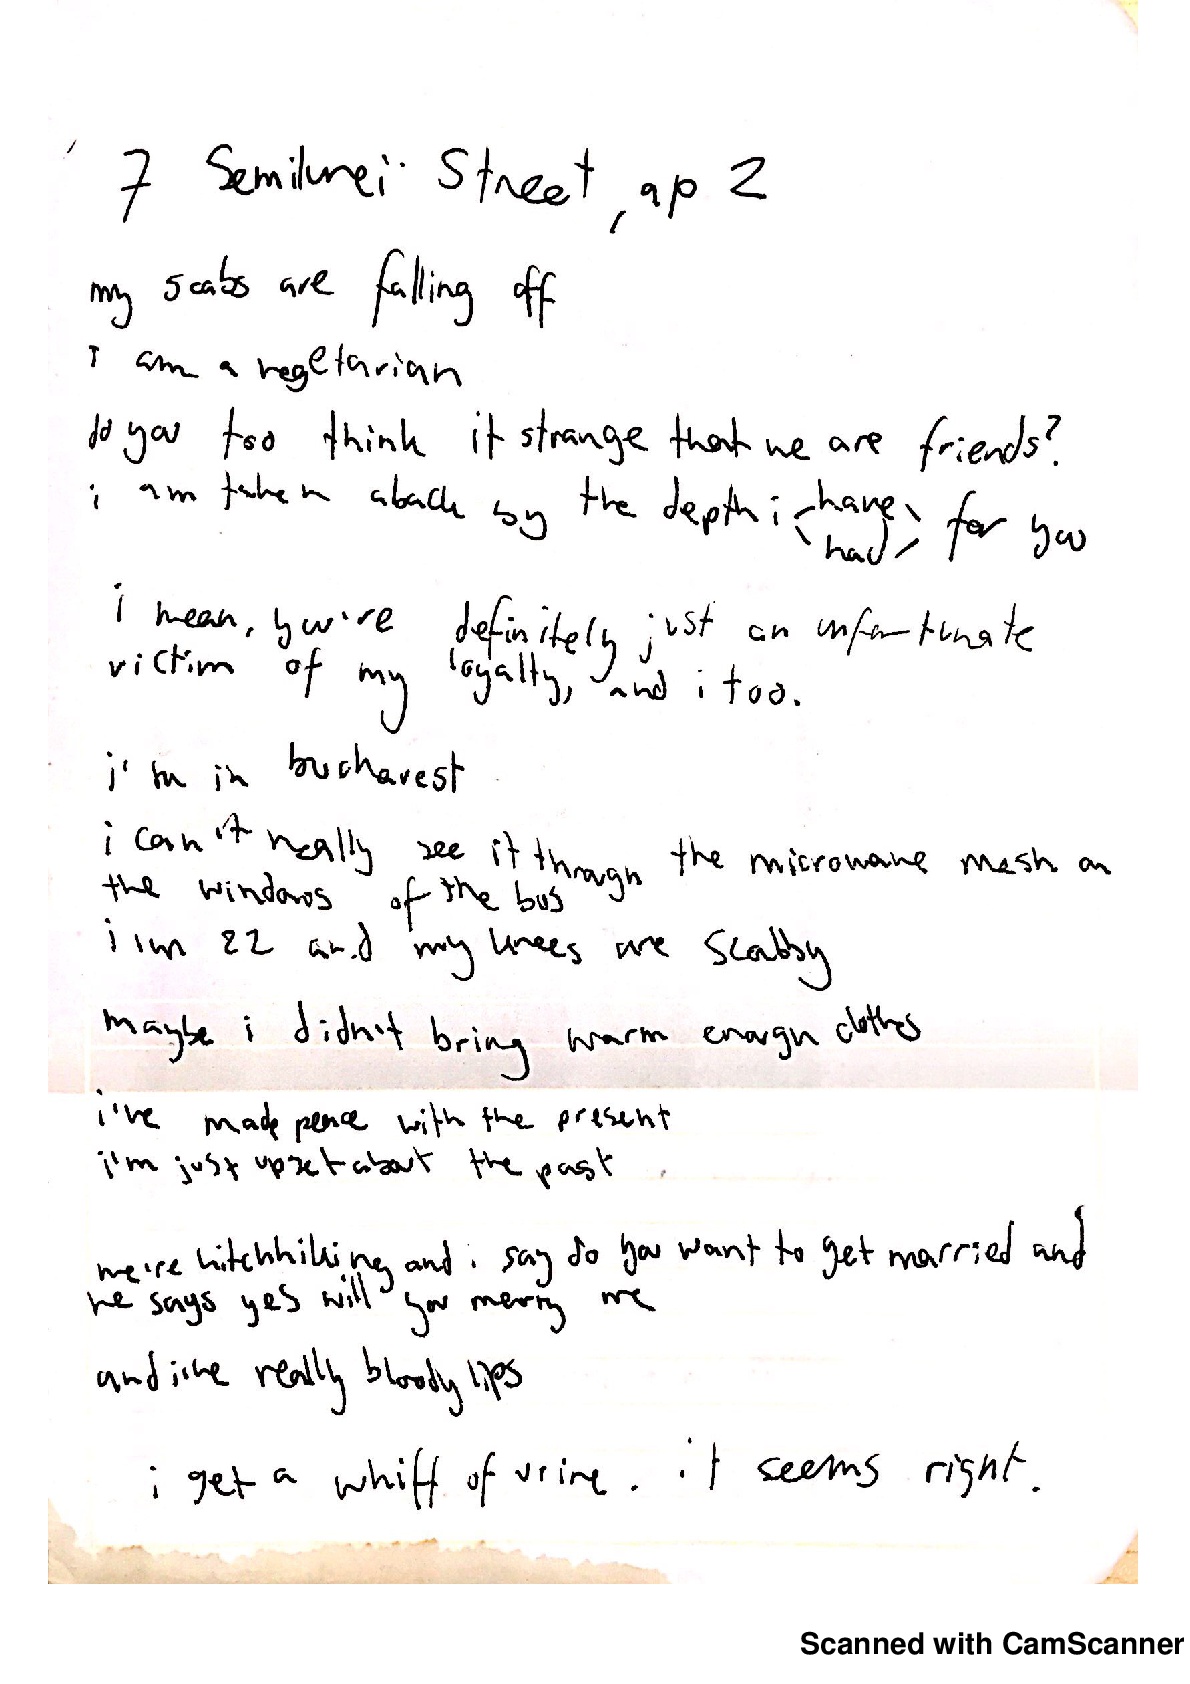 7 Semilunei Street, ap 2
my scabs are falling off
i am a vegetarian
do you too think it strange that we are friends?
i am taken aback by the depth i have for you
had
i mean, you're definitely just an unfortunate
victim of my loyalty, and i too.
i'm in bucharest
i can't really see it through the microwave mesh on
the windows of the bus
i am 22 and my knees are scabby
maybe i didn't bring warm enough clothes
i've made peace with the present
i'm just upset about the past
we're hitchhiking and i say do you want to get married and
he says yes will you merry me
and i've really bloody lips
i get a whiff of urine. it seems right.
Scanned with CamScanner